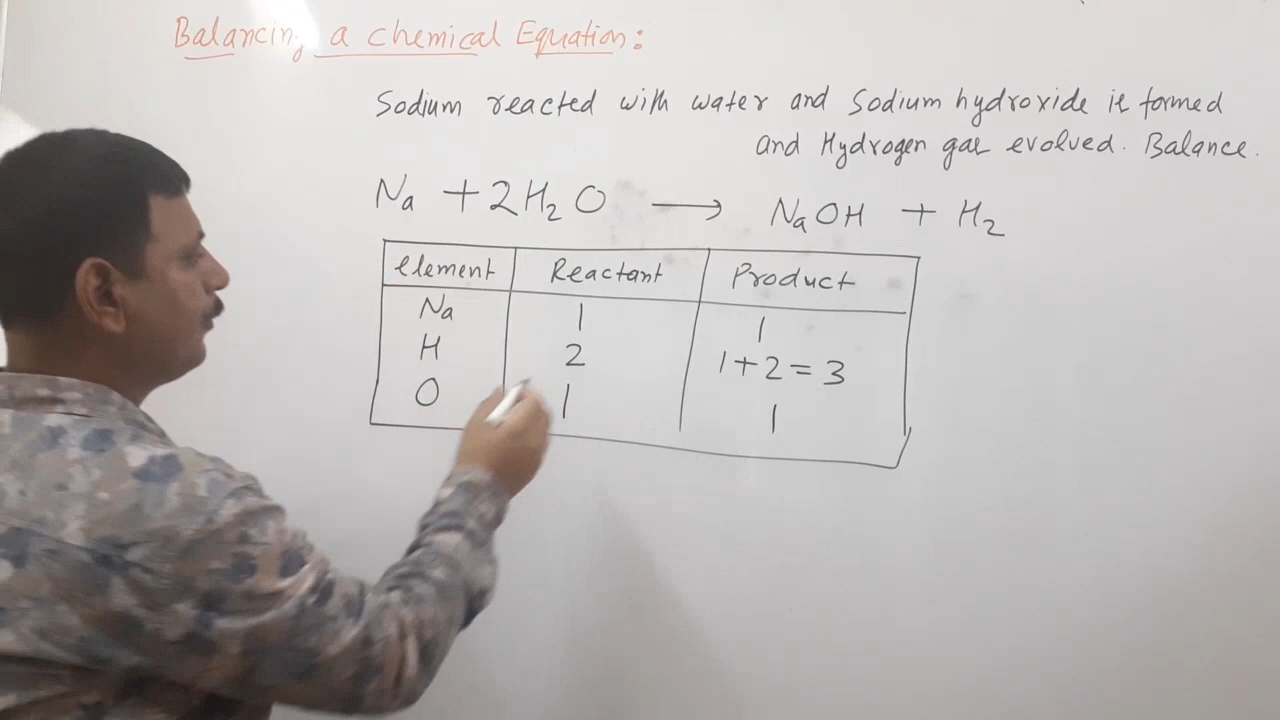 Balancing a Chemical Equation:
Sodium reacted with water and Sodium hydroxide is formed
and Hydrogen gas evolved. Balance.
Na + 2H2O → NaOH + H2
element Reactant Product
Na 1 1
H 2 1+2=3
O 1 1